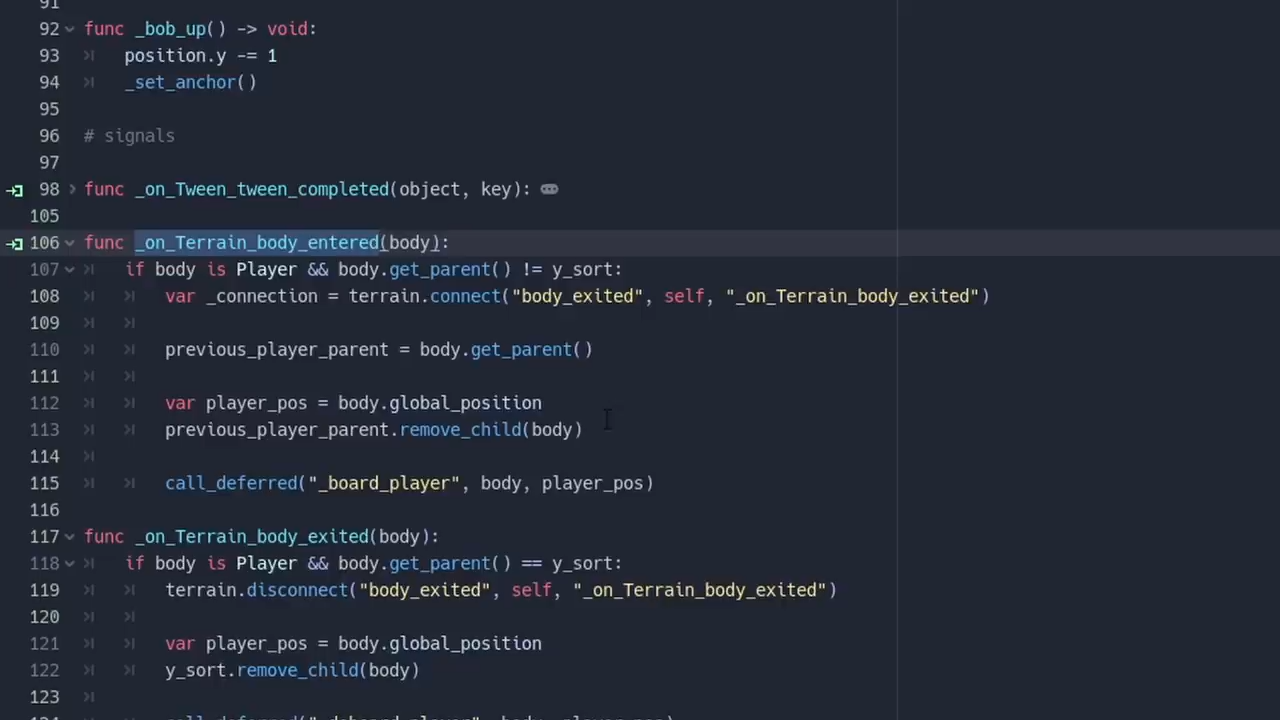 91
92 func _bob_up() -> void:
93 position.y -= 1
94 _set_anchor()
95
96 # signals
97
98 func _on_Tween_tween_completed(object, key):
105
106 func _on_Terrain_body_entered(body):
107 if body is Player && body.get_parent() != y_sort:
108 var _connection = terrain.connect("body_exited", self, "_on_Terrain_body_exited")
109
110 previous_player_parent = body.get_parent()
111
112 var player_pos = body.global_position
113 previous_player_parent.remove_child(body)
114
115 call_deferred("_board_player", body, player_pos)
116
117 func _on_Terrain_body_exited(body):
118 if body is Player && body.get_parent() == y_sort:
119 terrain.disconnect("body_exited", self, "_on_Terrain_body_exited")
120
121 var player_pos = body.global_position
122 y_sort.remove_child(body)
123